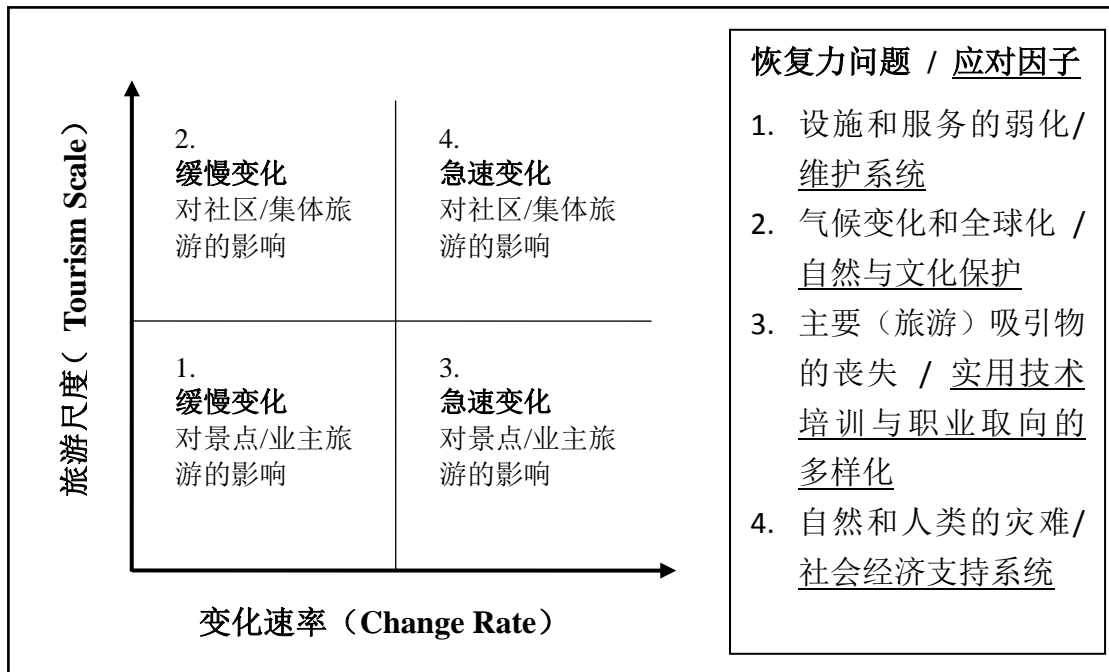 旅游尺度（ Tourism Scale）
2.
缓慢变化
对社区/集体旅
游的影响
4.
急速变化
对社区/集体旅
游的影响
1.
缓慢变化
对景点/业主旅
游的影响
3.
急速变化
对景点/业主旅
游的影响
变化速率（Change Rate）
恢复力问题 / 应对因子
1. 设施和服务的弱化/
维护系统
2. 气候变化和全球化 /
自然与文化保护
3. 主要（旅游）吸引物
的丧失 / 实用技术
培训与职业取向的
多样化
4. 自然和人类的灾难/
社会经济支持系统